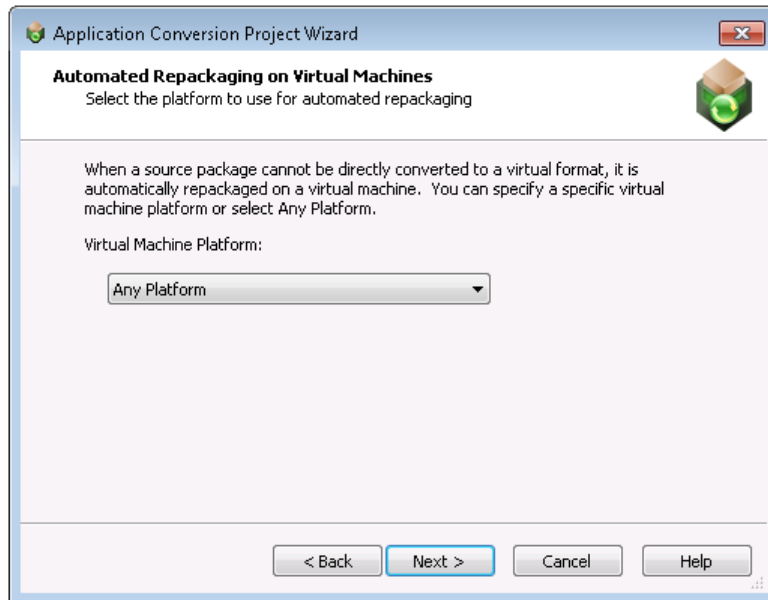 Application Conversion Project Wizard
Automated Repackaging on Virtual Machines
Select the platform to use for automated repackaging
When a source package cannot be directly converted to a virtual format, it is
automatically repackaged on a virtual machine.  You can specify a specific virtual
machine platform or select Any Platform.
Virtual Machine Platform:
Any Platform
< Back Next > Cancel Help